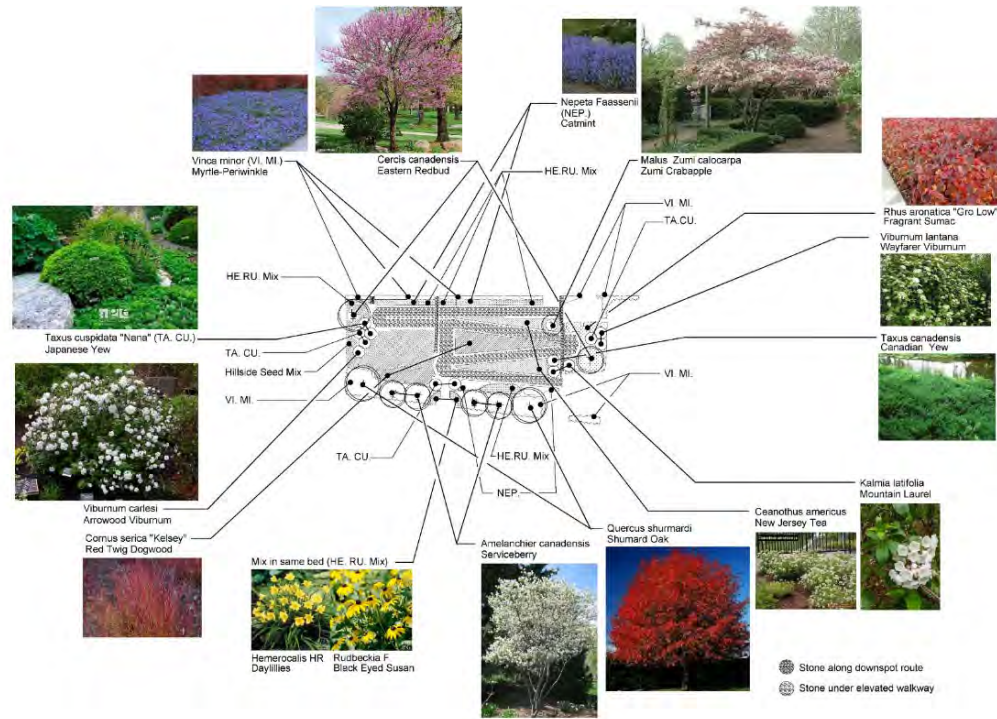 Nepeta Faassenii
(NEP.)
Catmint
Vinca minor (VI. MI.)
Myrtle-Periwinkle
Cercis canadensis
Eastern Redbud
HE.RU. Mix
Malus Zumi calocarpa
Zumi Crabapple
VI. MI.
TA.CU.
Rhus aronatica "Gro Low"
Fragrant Sumac
Viburnum lantana
Wayfarer Viburnum
HE.RU. Mix
Taxus cuspidata "Nana" (TA. CU.)
Japanese Yew
TA. CU.
Hillside Seed Mix
VI. MI.
Taxus canadensis
Canadian Yew
VI. MI.
TA. CU.
HE.RU. Mix
NEP.
Viburnum carlesi
Arrowood Viburnum
Cornus serica "Kelsey"
Red Twig Dogwood
Mix in same bed (HE. RU. Mix)
Hemerocalis HR
Daylillies
Rudbeckia F
Black Eyed Susan
Amelanchier canadensis
Serviceberry
Quercus shurmardi
Shumard Oak
Ceanothus americus
New Jersey Tea
Kalmia latifolia
Mountain Laurel
Stone along downspot route
Stone under elevated walkway